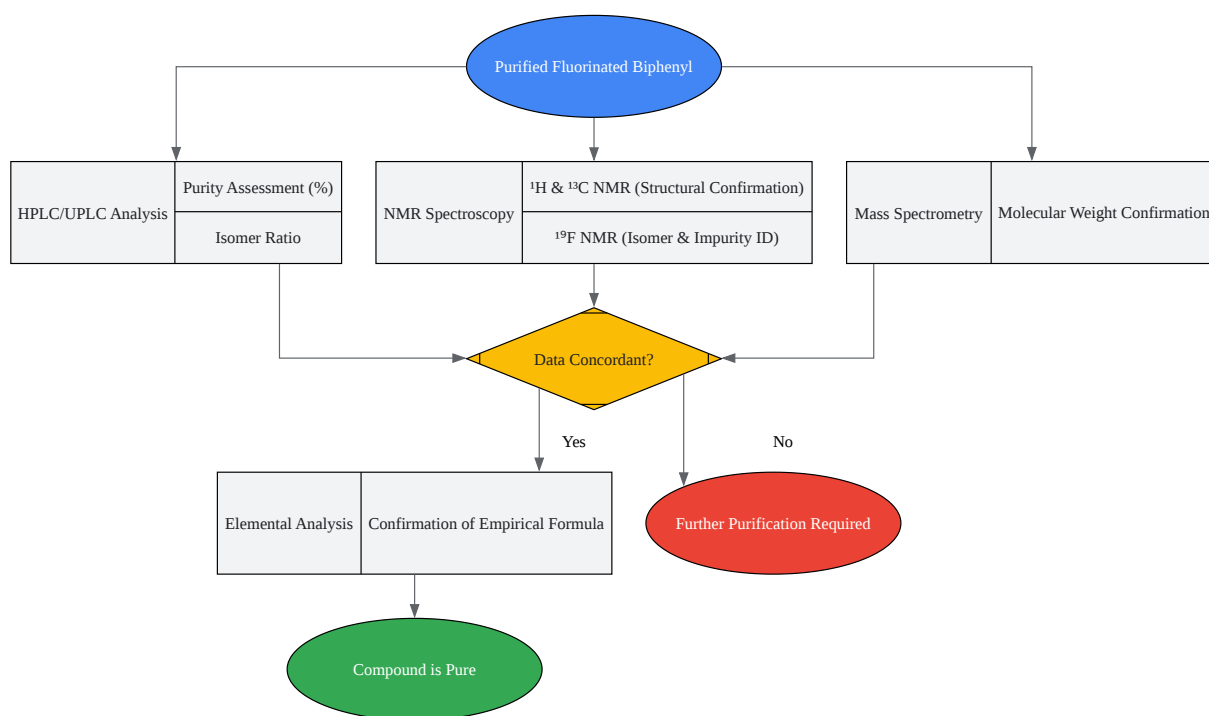 Purified Fluorinated Biphenyl
HPLC/UPLC Analysis
Purity Assessment (%)
Isomer Ratio
NMR Spectroscopy
¹H & ¹³C NMR (Structural Confirmation)
¹⁹F NMR (Isomer & Impurity ID)
Mass Spectrometry
Molecular Weight Confirmation
Data Concordant?
Yes
No
Elemental Analysis
Confirmation of Empirical Formula
Further Purification Required
Compound is Pure